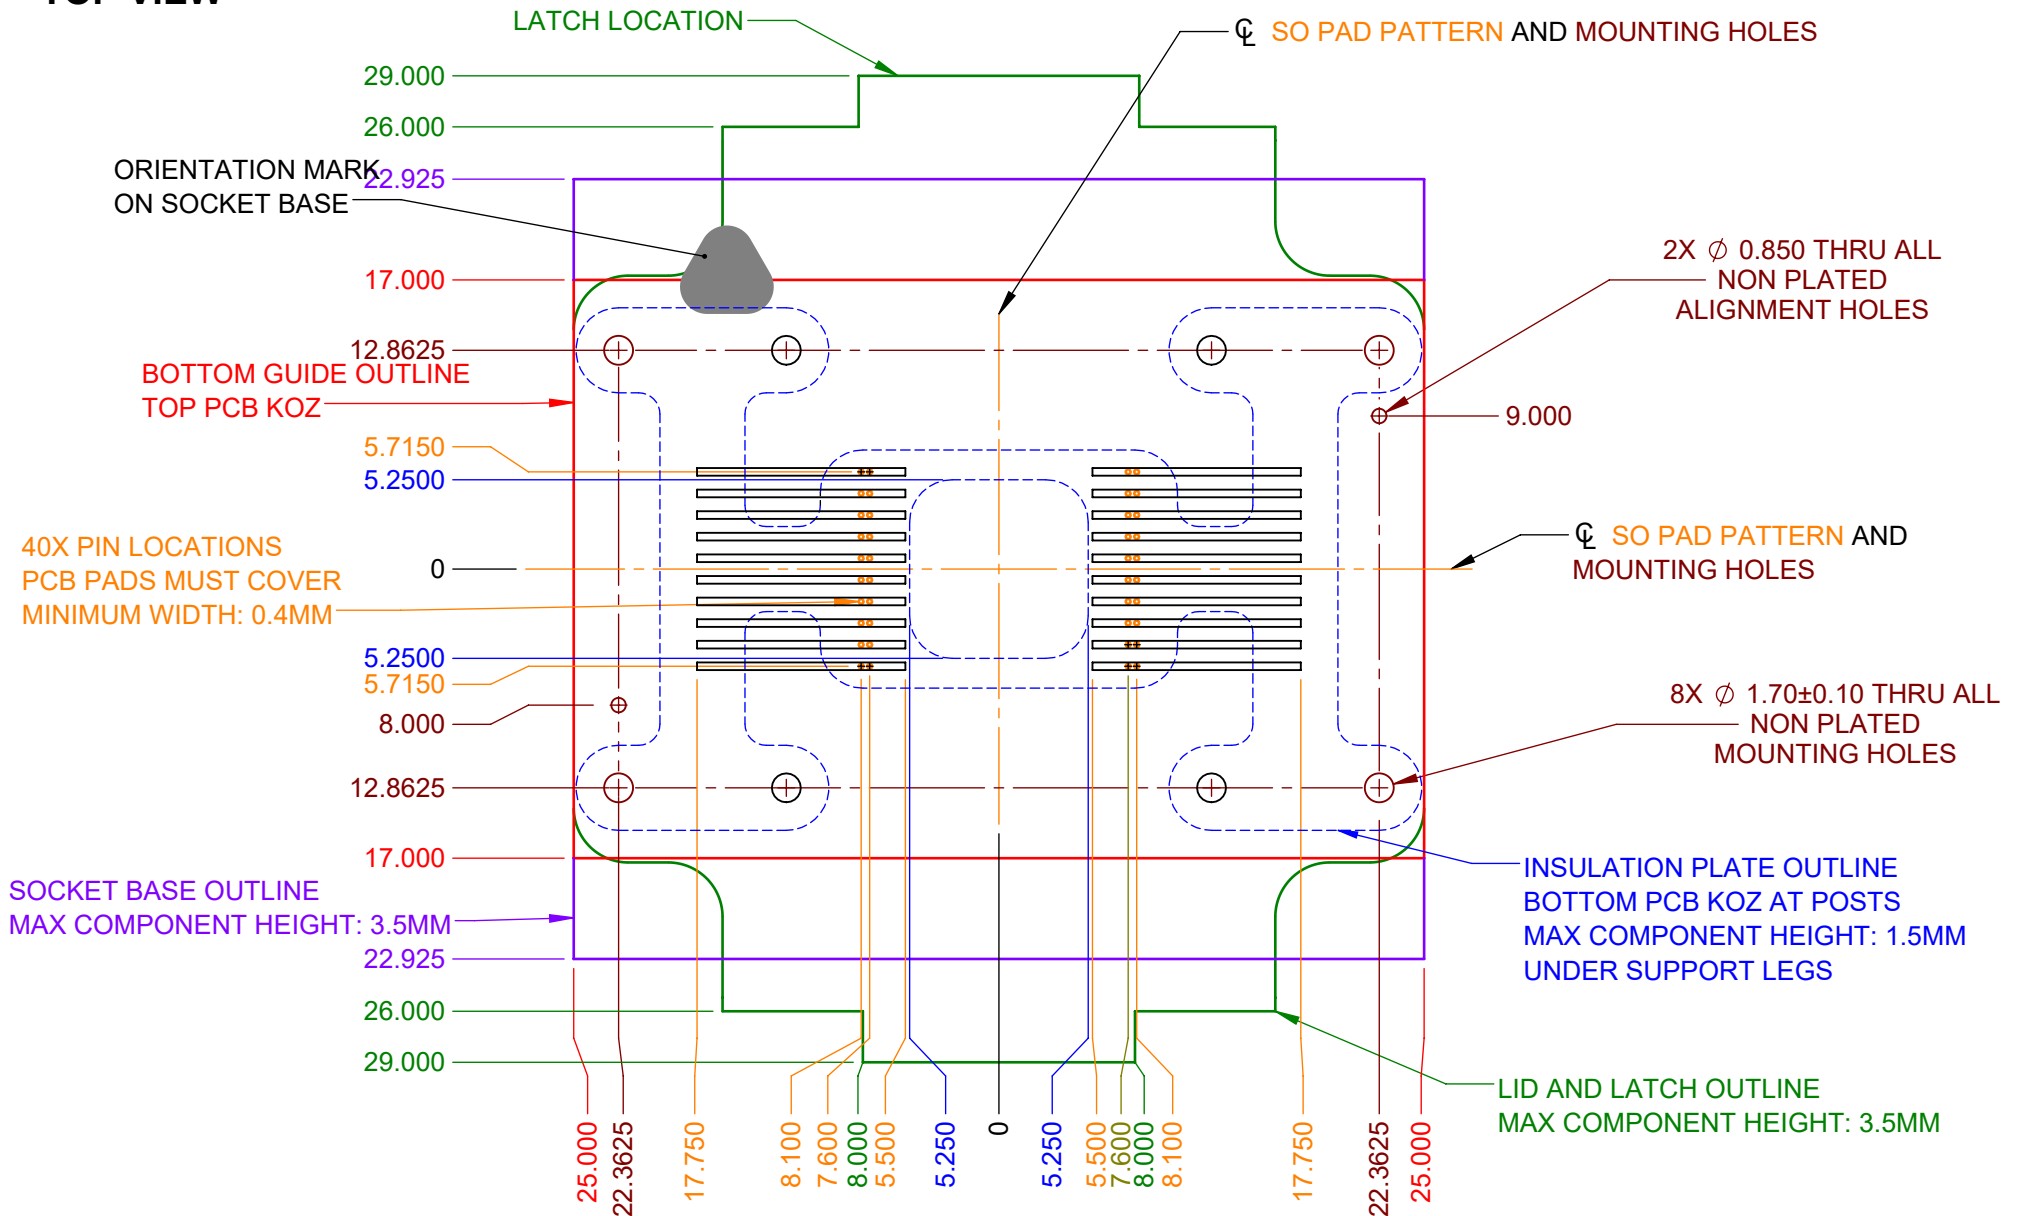 TOP VIEW
LATCH LOCATION
℄ SO PAD PATTERN AND MOUNTING HOLES
29.000
26.000
ORIENTATION MARK
ON SOCKET BASE
22.925
17.000
2X ∅ 0.850 THRU ALL
NON PLATED
ALIGNMENT HOLES
12.8625
BOTTOM GUIDE OUTLINE
TOP PCB KOZ
9.000
5.7150
5.2500
40X PIN LOCATIONS
PCB PADS MUST COVER
MINIMUM WIDTH: 0.4MM
0
℄ SO PAD PATTERN AND
MOUNTING HOLES
5.2500
5.7150
8.000
12.8625
8X ∅ 1.70±0.10 THRU ALL
NON PLATED
MOUNTING HOLES
17.000
SOCKET BASE OUTLINE
MAX COMPONENT HEIGHT: 3.5MM
22.925
INSULATION PLATE OUTLINE
BOTTOM PCB KOZ AT POSTS
MAX COMPONENT HEIGHT: 1.5MM
UNDER SUPPORT LEGS
26.000
29.000
LID AND LATCH OUTLINE
MAX COMPONENT HEIGHT: 3.5MM
25.000
22.3625
17.750
8.100
7.600
8.000
5.500
5.250
0
5.250
5.500
7.600
8.000
8.100
17.750
22.3625
25.000